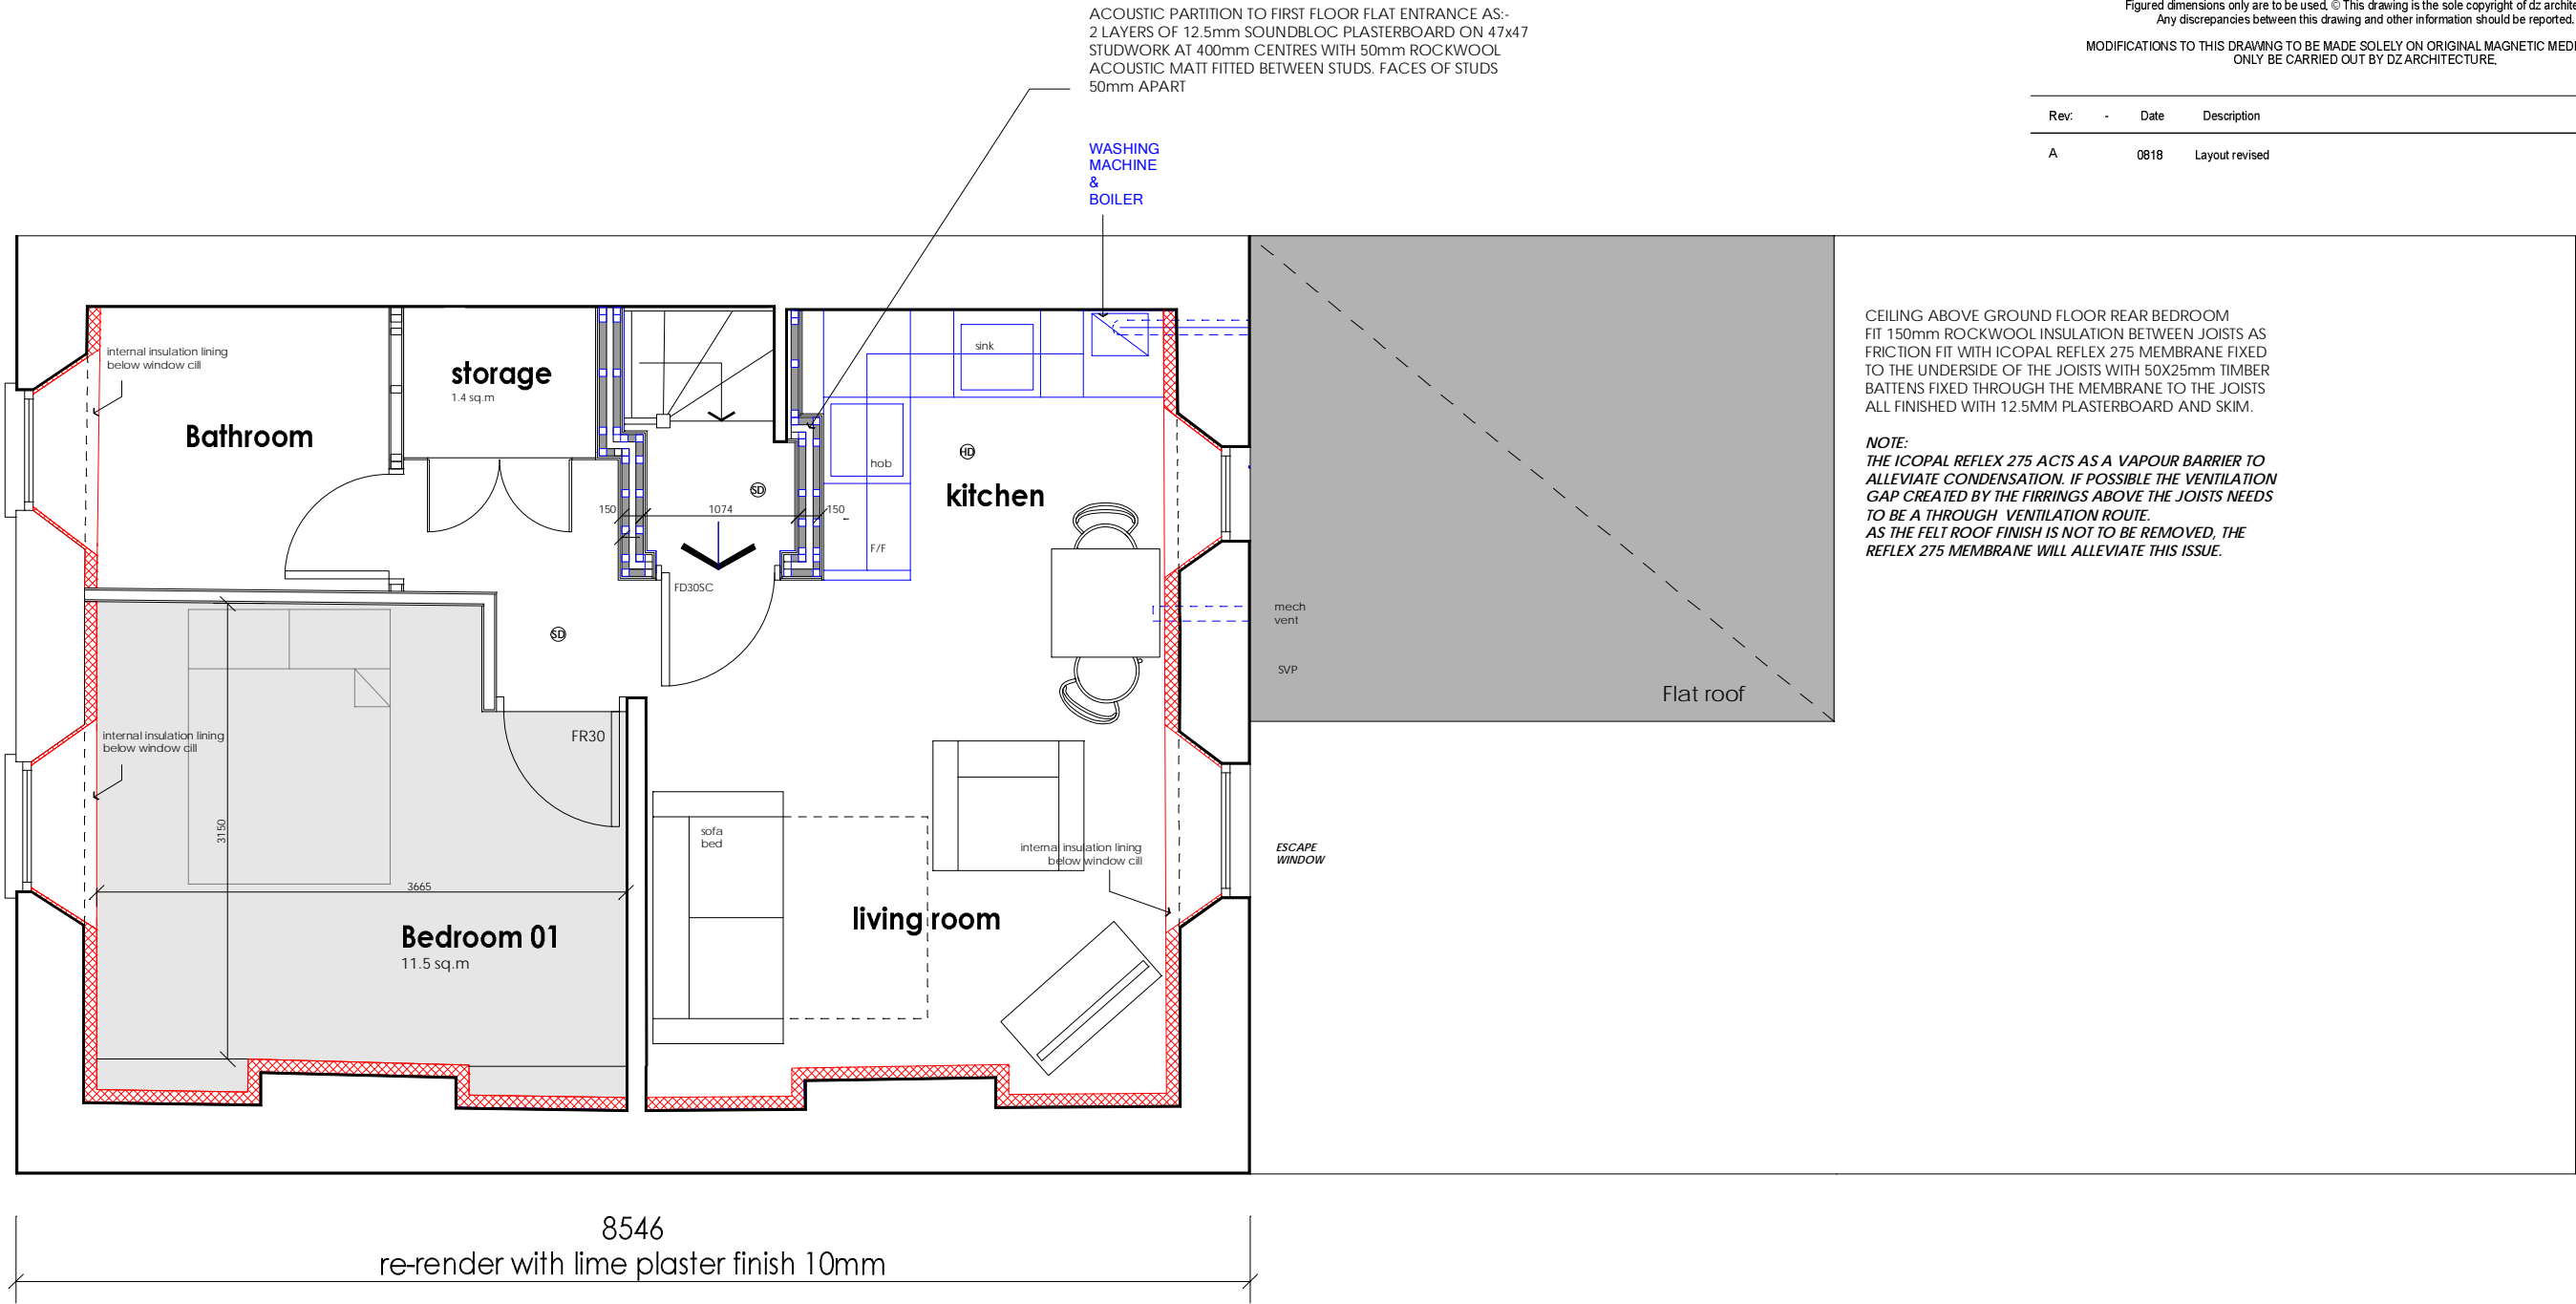 ACOUSTIC PARTITION TO FIRST FLOOR FLAT ENTRANCE AS:-
2 LAYERS OF 12.5mm SOUNDBLOC PLASTERBOARD ON 47x47
STUDWORK AT 400mm CENTRES WITH 50mm ROCKWOOL
ACOUSTIC MATT FITTED BETWEEN STUDS. FACES OF STUDS
50mm APART
Figured dimensions only are to be used. © This drawing is the sole copyright of dz
Any discrepancies between this drawing and other information should be reported.
MODIFICATIONS TO THIS DRAWING TO BE MADE SOLELY ON ORIGINAL MAGNETIC
ONLY BE CARRIED OUT BY DZ ARCHITECTURE.
Rev: - Date Description
A 0818 Layout revised
WASHING
MACHINE
&
BOILER
CEILING ABOVE GROUND FLOOR REAR BEDROOM
FIT 150mm ROCKWOOL INSULATION BETWEEN JOISTS AS
FRICTION FIT WITH ICOPAL REFLEX 275 MEMBRANE FIXED
TO THE UNDERSIDE OF THE JOISTS WITH 50X25mm TIMBER
BATTENS FIXED THROUGH THE MEMBRANE TO THE JOISTS
ALL FINISHED WITH 12.5MM PLASTERBOARD AND SKIM.
NOTE:
THE ICOPAL REFLEX 275 ACTS AS A VAPOUR BARRIER TO
ALLEVIATE CONDENSATION. IF POSSIBLE THE VENTILATION
GAP CREATED BY THE FIRRINGS ABOVE THE JOISTS NEEDS
TO BE A THROUGH VENTILATION ROUTE.
AS THE FELT ROOF FINISH IS NOT TO BE REMOVED, THE
REFLEX 275 MEMBRANE WILL ALLEVIATE THIS ISSUE.
internal insulation lining
below window cill
storage
1.4 sq.m
Bathroom
sink
hob
HD
kitchen
SD
150
1074
150
F/F
FD30SC
SD
mech
vent
SVP
Flat roof
internal insulation lining
below window cill
FR30
3150
3665
Bedroom 01
11.5 sq.m
sofa
bed
internal insulation lining
below window cill
living room
ESCAPE
WINDOW
8546
re-render with lime plaster finish 10mm